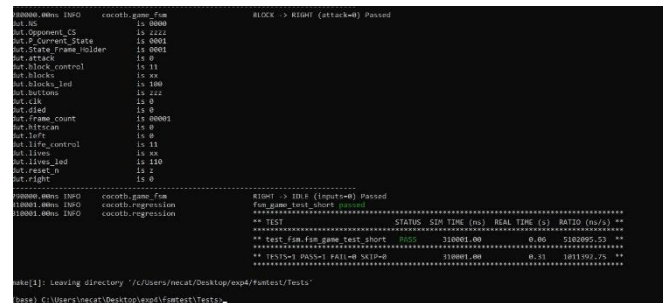 280000.00ns INFO cocotb.game_fsm BLOCK -> RIGHT (attack=0) Passed
dut.NS is 0000
dut.Opponent_CS is zzzz
dut.P_Current_State is 0001
dut.State_Frame_Holder is 0001
dut.attack is 0
dut.block_control is 11
dut.blocks is xx
dut.blocks_led is 100
dut.buttons is zzz
dut.clk is 0
dut.died is 0
dut.frame_count is 00001
dut.hitscan is 0
dut.left is 0
dut.life_control is 11
dut.lives is xx
dut.lives_led is 110
dut.reset_n is z
dut.right is 0
290000.00ns INFO cocotb.game_fsm RIGHT -> IDLE (inputs=0) Passed
310001.00ns INFO cocotb.regression fsm_game_test_short passed
310001.00ns INFO cocotb.regression
** TEST STATUS SIM TIME (ns) REAL TIME (s) RATIO (ns/s) **
** test_fsm.fsm_game_test_short PASS 310001.00 0.06 5102095.53 **
** TESTS=1 PASS=1 FAIL=0 SKIP=0 310001.00 0.31 1011392.75 **
make[1]: Leaving directory '/c/Users/necat/Desktop/exp4/fsmtest/Tests'
(base) C:\Users\necat\Desktop\exp4\fsmtest\Tests>